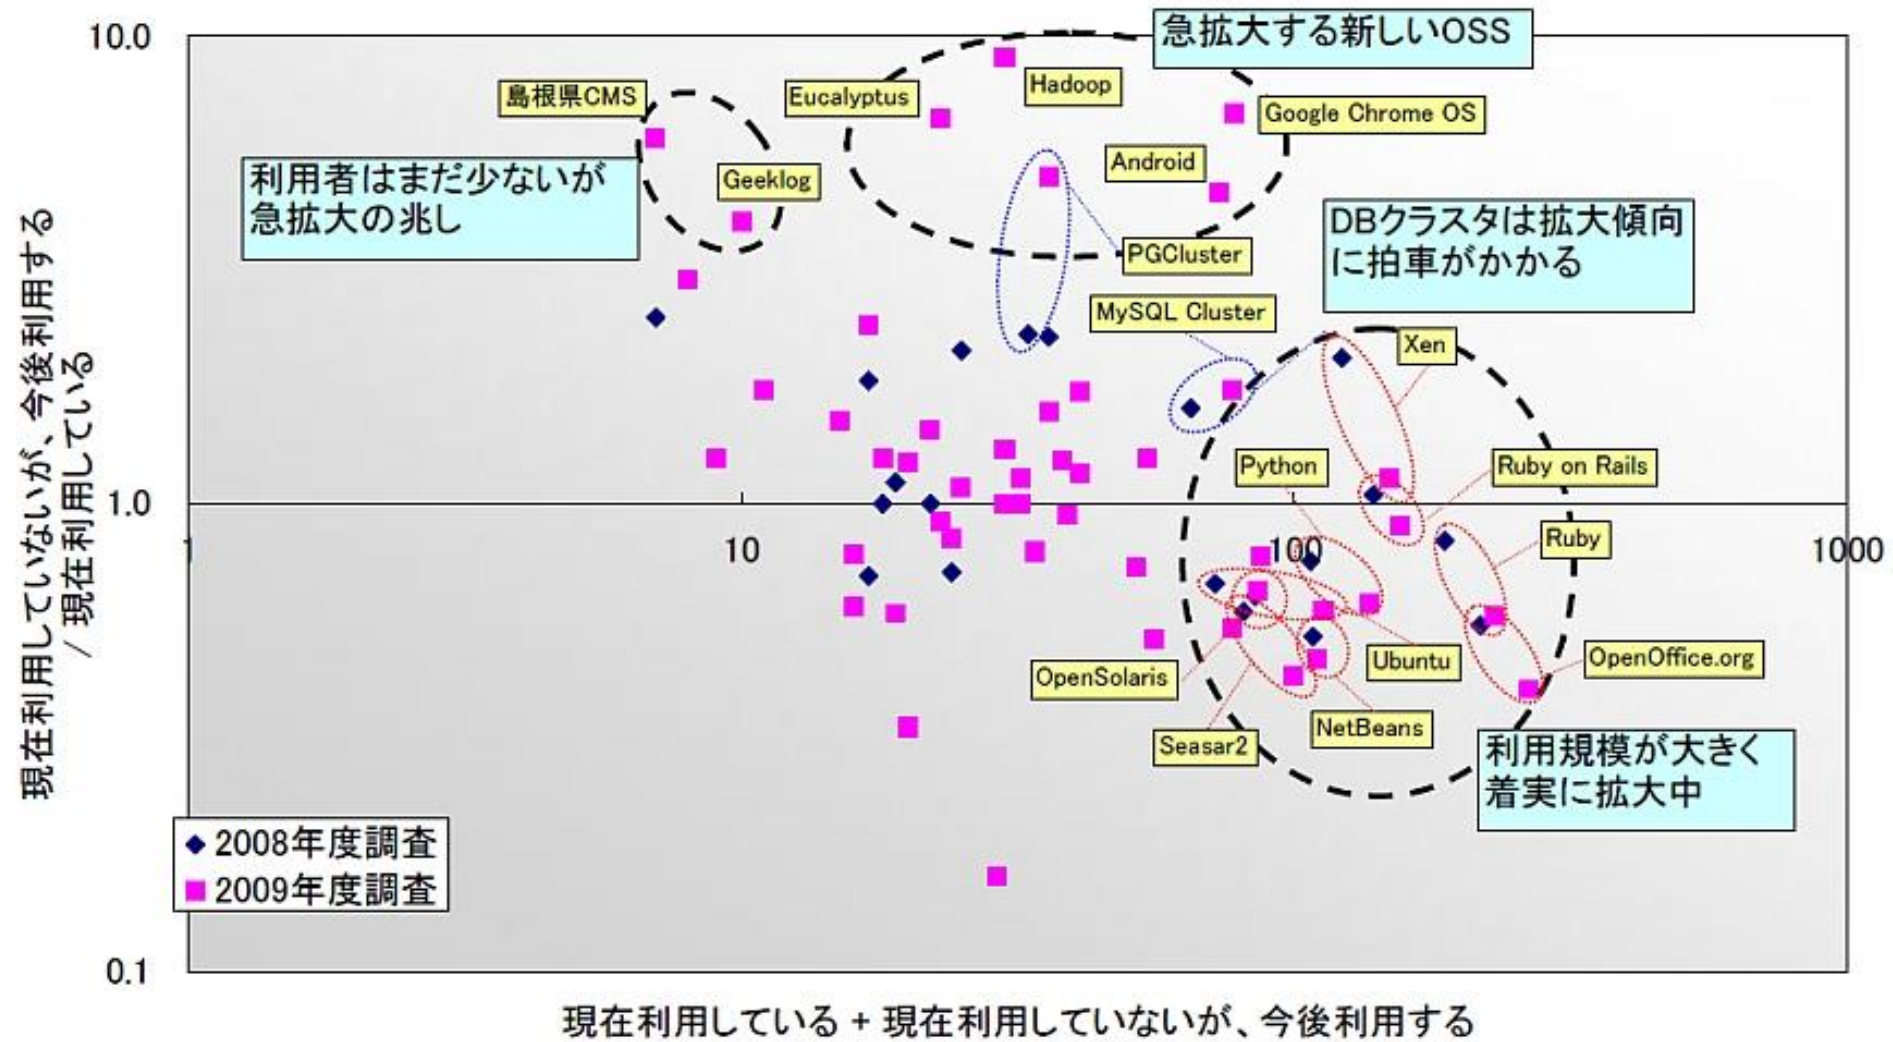 10.0
急拡大する新しいOSS
島根県CMS
Eucalyptus
Hadoop
Google Chrome OS
利用者はまだ少ないが
急拡大の兆し
Geeklog
Android
DBクラスタは拡大傾向
に拍車がかかる
PGCluster
MySQL Cluster
Xen
Python
Ruby on Rails
1.0
Ruby
1
10
100
1000
OpenSolaris
Ubuntu
OpenOffice.org
Seasar2
NetBeans
利用規模が大きく
着実に拡大中
2008年度調査
2009年度調査
0.1
現在利用していないが、今後利用する
/ 現在利用している
現在利用している + 現在利用していないが、今後利用する